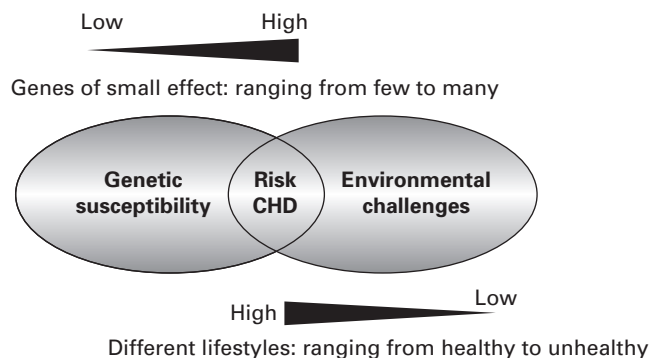 Low High
Genes of small effect: ranging from few to many
Genetic Risk Environmental
susceptibility CHD challenges
High Low
Different lifestyles: ranging from healthy to unhealthy